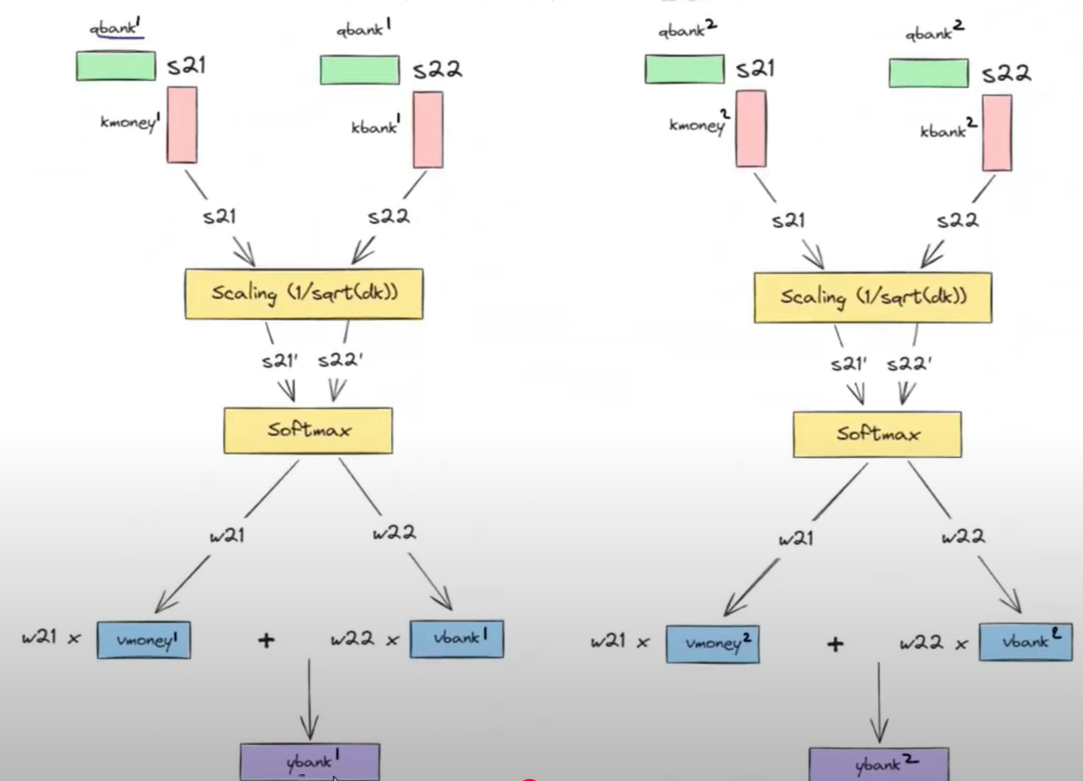 qbank¹
qbank¹
qbank²
qbank²
s21
s22
s21
s22
kmoney¹
kbank¹
kmoney²
kbank²
s21
s22
s21
s22
Scaling (1/sqrt(dk))
Scaling (1/sqrt(dk))
s21' s22'
s21' s22'
Softmax
Softmax
w21
w22
w21
w22
w21 x vmoney¹ + w22 x vbank¹
w21 x vmoney² + w22 x vbank²
ybank¹
ybank²